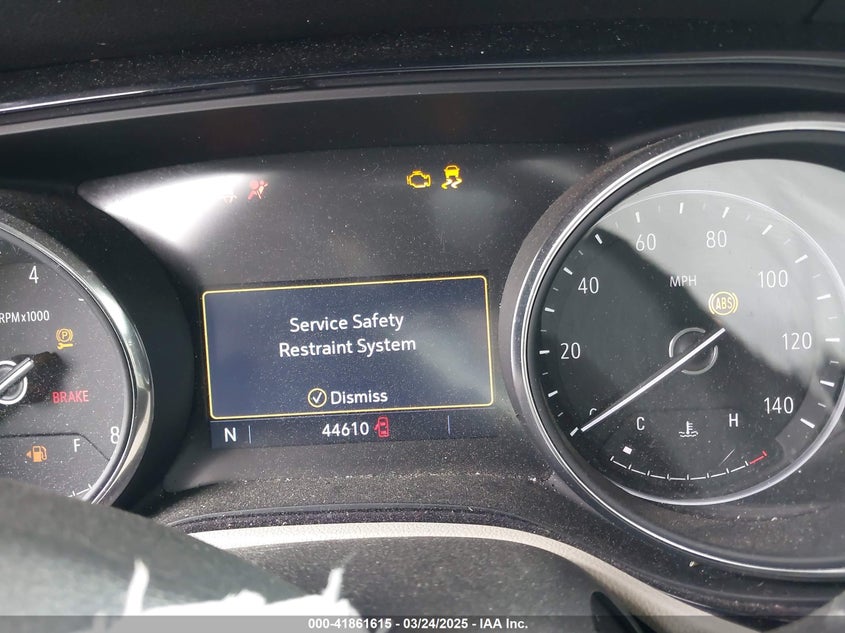 4
RPM x1000
P
BRAKE
F
8
Service Safety
Restraint System
Dismiss
N 44610
0
20
40
60
80
100
120
140
MPH
ABS
C H
000-41861615 - 03/24/2025 - IAA Inc.